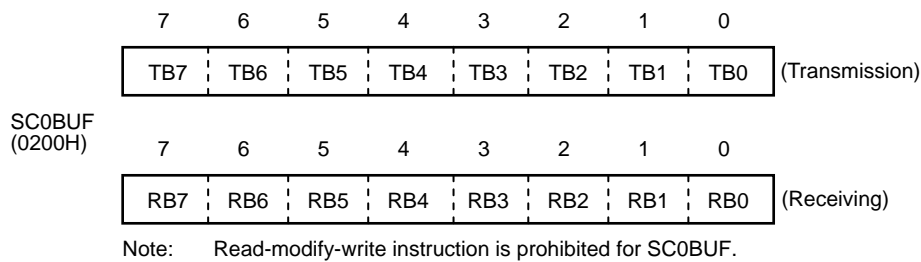 7 6 5 4 3 2 1 0
TB7 TB6 TB5 TB4 TB3 TB2 TB1 TB0 (Transmission)
SC0BUF
(0200H)
7 6 5 4 3 2 1 0
RB7 RB6 RB5 RB4 RB3 RB2 RB1 RB0 (Receiving)
Note: Read-modify-write instruction is prohibited for SC0BUF.